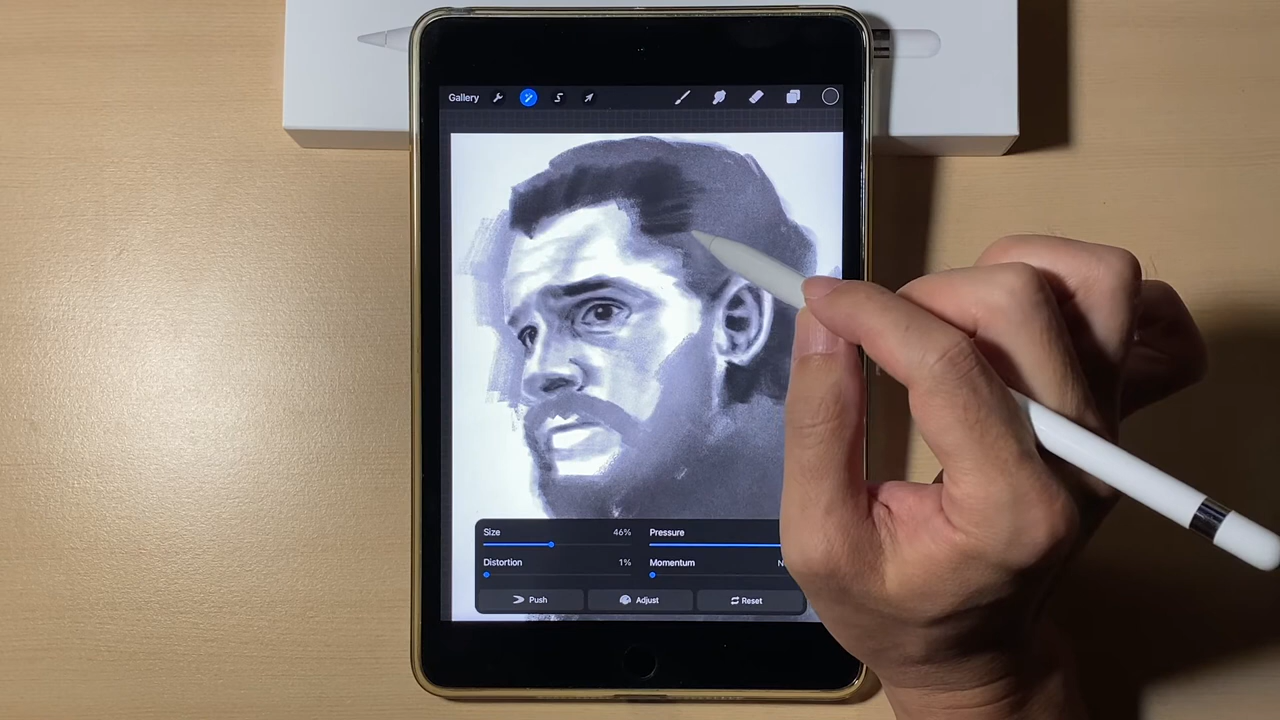 Gallery
Size 46% Pressure
Distortion 1% Momentum N
Push Adjust Reset